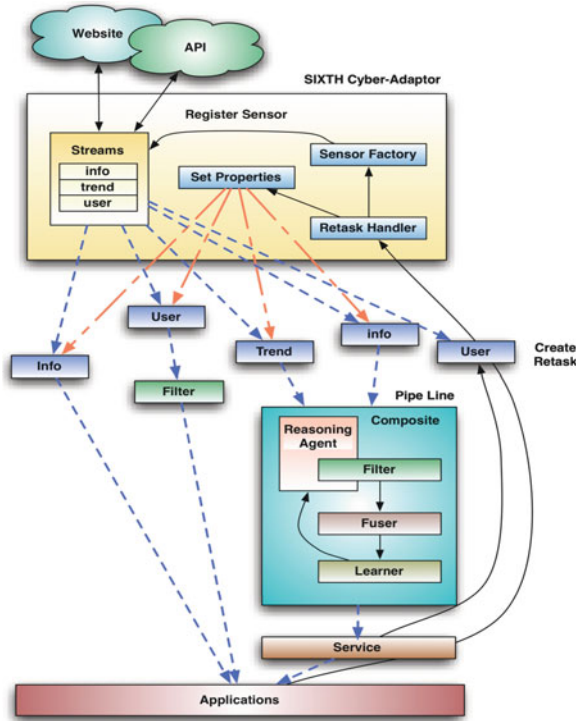 Website
API
SIXTH Cyber-Adaptor
Register Sensor
Streams
info
trend
user
Sensor Factory
Set Properties
Retask Handler
User
info
Info
Trend
User
Create
Retask
Filter
Pipe Line
Composite
Reasoning
Agent
Filter
Fuser
Learner
Service
Applications